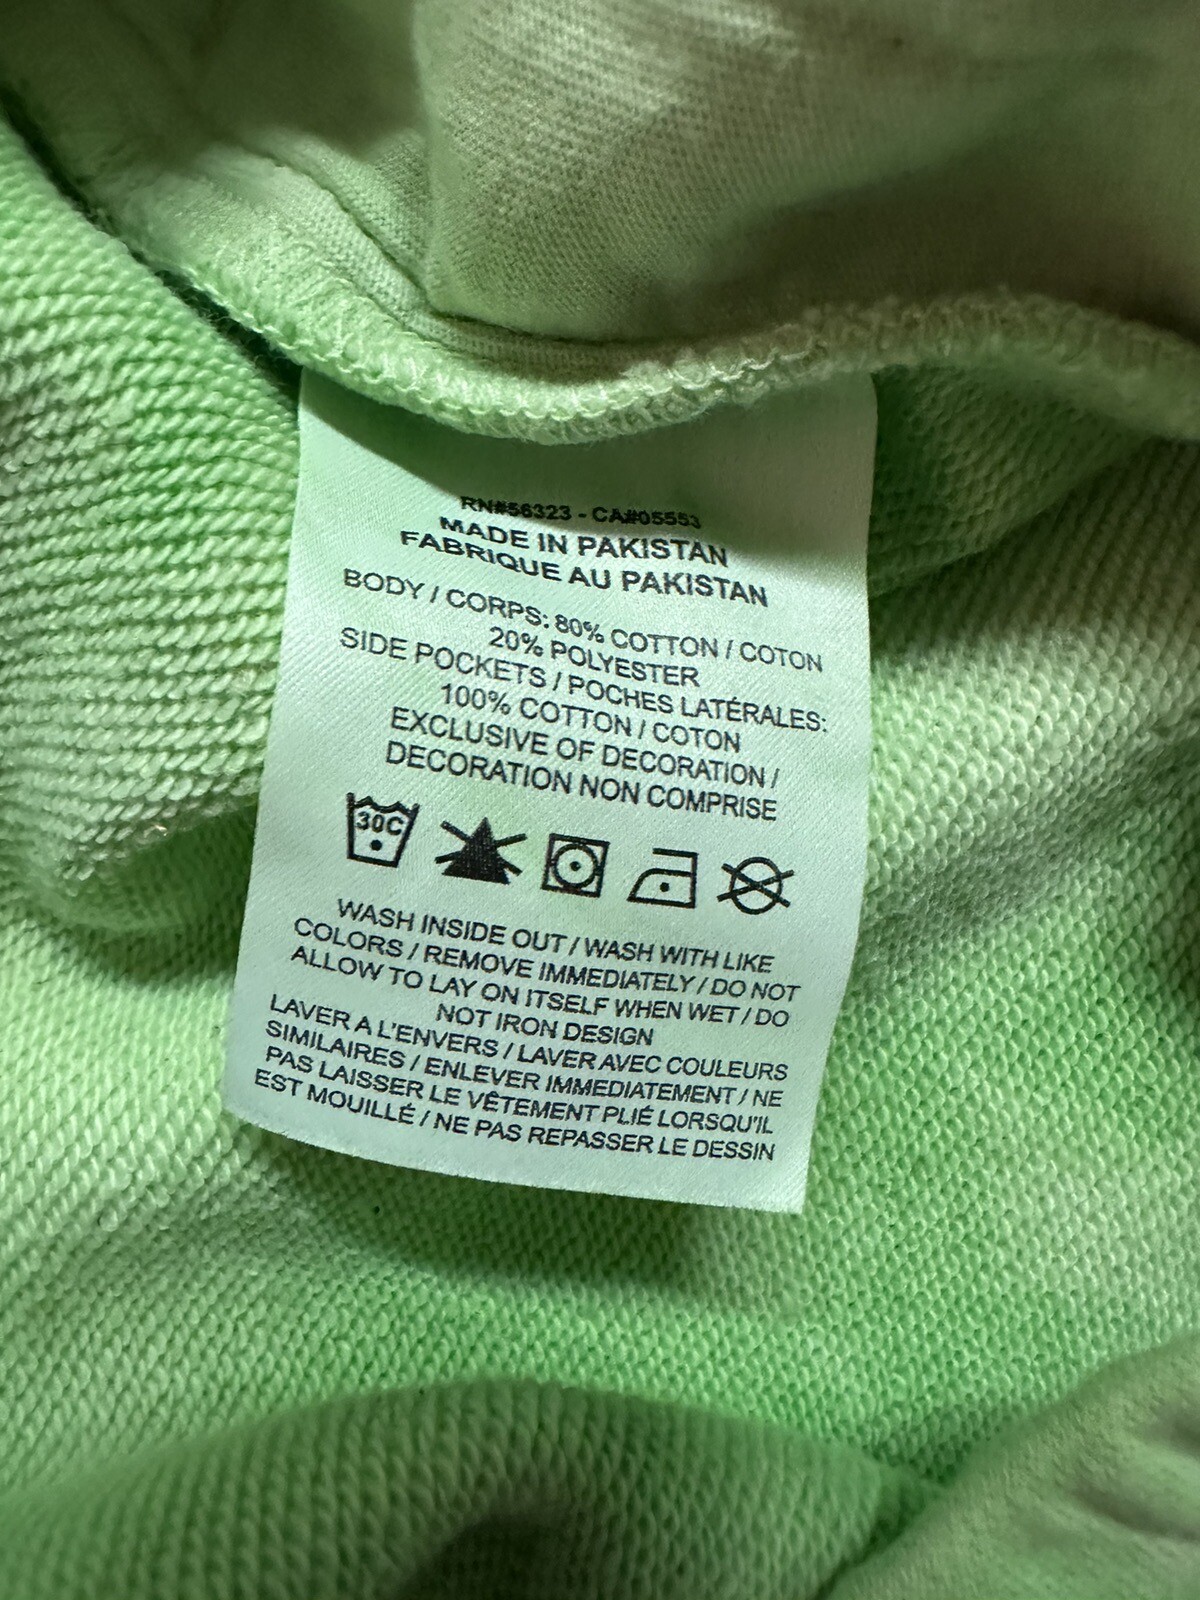 RN#56323 - CA#05553
MADE IN PAKISTAN
FABRIQUE AU PAKISTAN
BODY / CORPS: 80% COTTON / COTON
20% POLYESTER
SIDE POCKETS / POCHES LATÉRALES:
100% COTTON / COTON
EXCLUSIVE OF DECORATION /
DECORATION NON COMPRISE
30C
WASH INSIDE OUT / WASH WITH LIKE
COLORS / REMOVE IMMEDIATELY / DO NOT
ALLOW TO LAY ON ITSELF WHEN WET / DO
NOT IRON DESIGN
LAVER A L'ENVERS / LAVER AVEC COULEURS
SIMILAIRES / ENLEVER IMMEDIATEMENT / NE
PAS LAISSER LE VÊTEMENT PLIÉ LORSQU'IL
EST MOUILLÉ / NE PAS REPASSER LE DESSIN